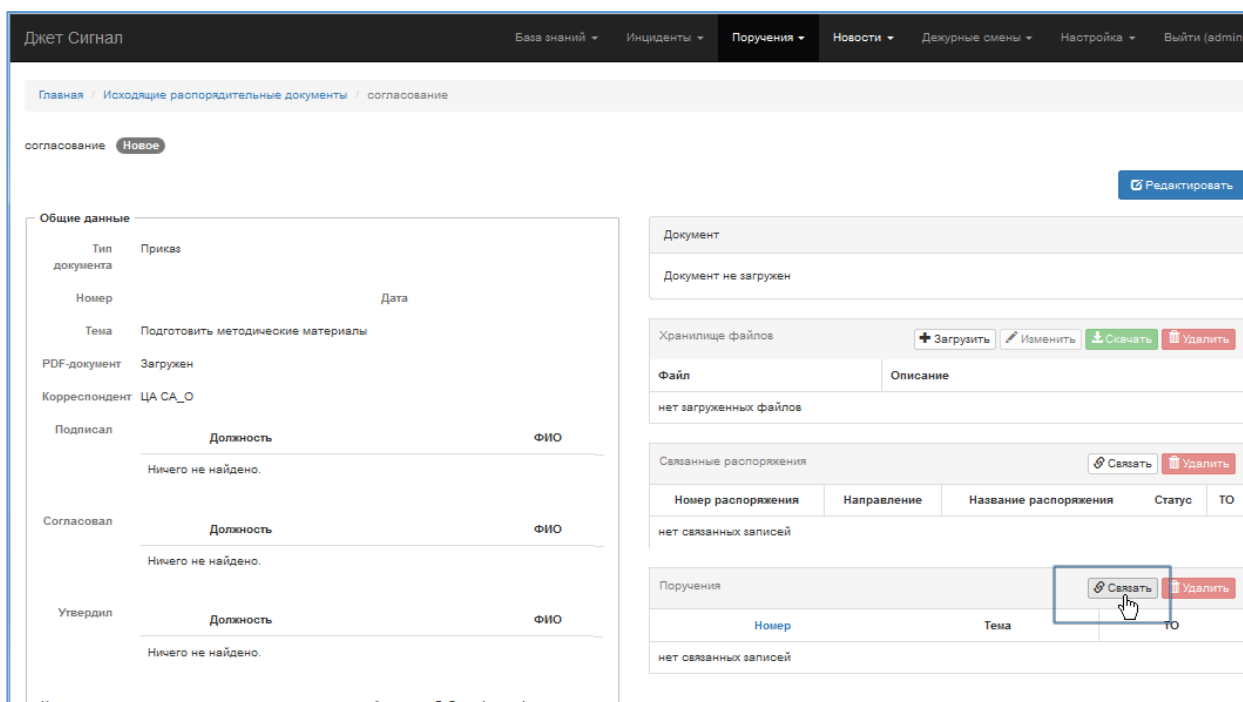 Джет Сигнал База знаний Инциденты Поручения Новости Дежурные смены Настройка Выйти (admin
Главная / Исходящие распорядительные документы / согласование
согласование Новое
Редактировать
Общие данные
Тип документа Приказ
Номер Дата
Тема Подготовить методические материалы
PDF-документ Загружен
Корреспондент ЦА СА_О
Подписал Должность ФИО
Ничего не найдено.
Согласовал Должность ФИО
Ничего не найдено.
Утвердил Должность ФИО
Ничего не найдено.
Документ
Документ не загружен
Хранилище файлов Загрузить Изменить Скачать Удалить
Файл Описание
нет загруженных файлов
Связанные распоряжения Связать Удалить
Номер распоряжения Направление Название распоряжения Статус ТО
нет связанных записей
Поручения Связать Удалить
Номер Тема ТО
нет связанных записей